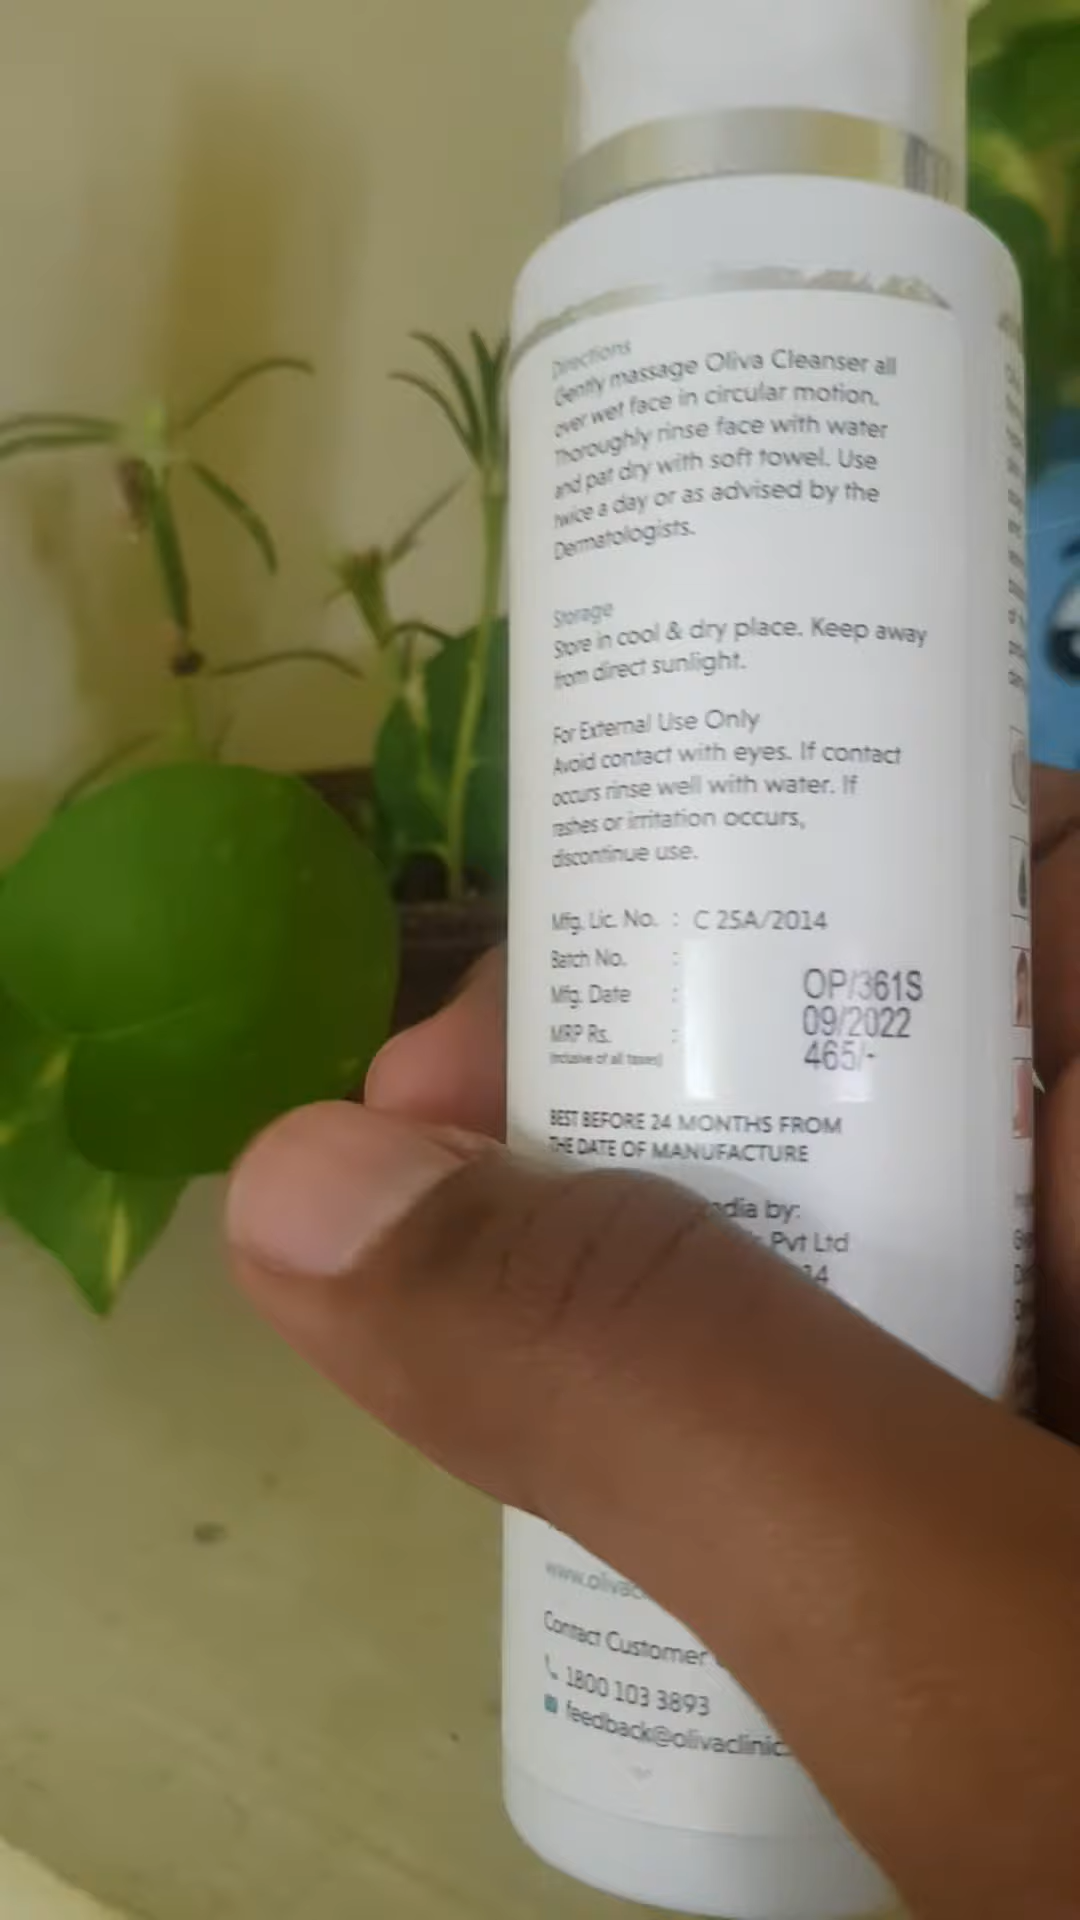 Directions
Gently massage Oliva Cleanser all
over wet face in circular motion.
Thoroughly rinse face with water
and pat dry with soft towel. Use
twice a day or as advised by the
Dermatologists.
Storage
Store in cool & dry place. Keep away
from direct sunlight.
For External Use Only
Avoid contact with eyes. If contact
occurs rinse well with water. If
rashes or irritation occurs,
discontinue use.
Mfg. Lic. No. : C 25A/2014
Batch No. : OP/361S
Mfg. Date : 09/2022
MRP Rs. : 465/-
(Inclusive of all taxes)
BEST BEFORE 24 MONTHS FROM
THE DATE OF MANUFACTURE
by:
Pvt Ltd
Contact Customer
1800 103 3893
feedback@olivaclinic